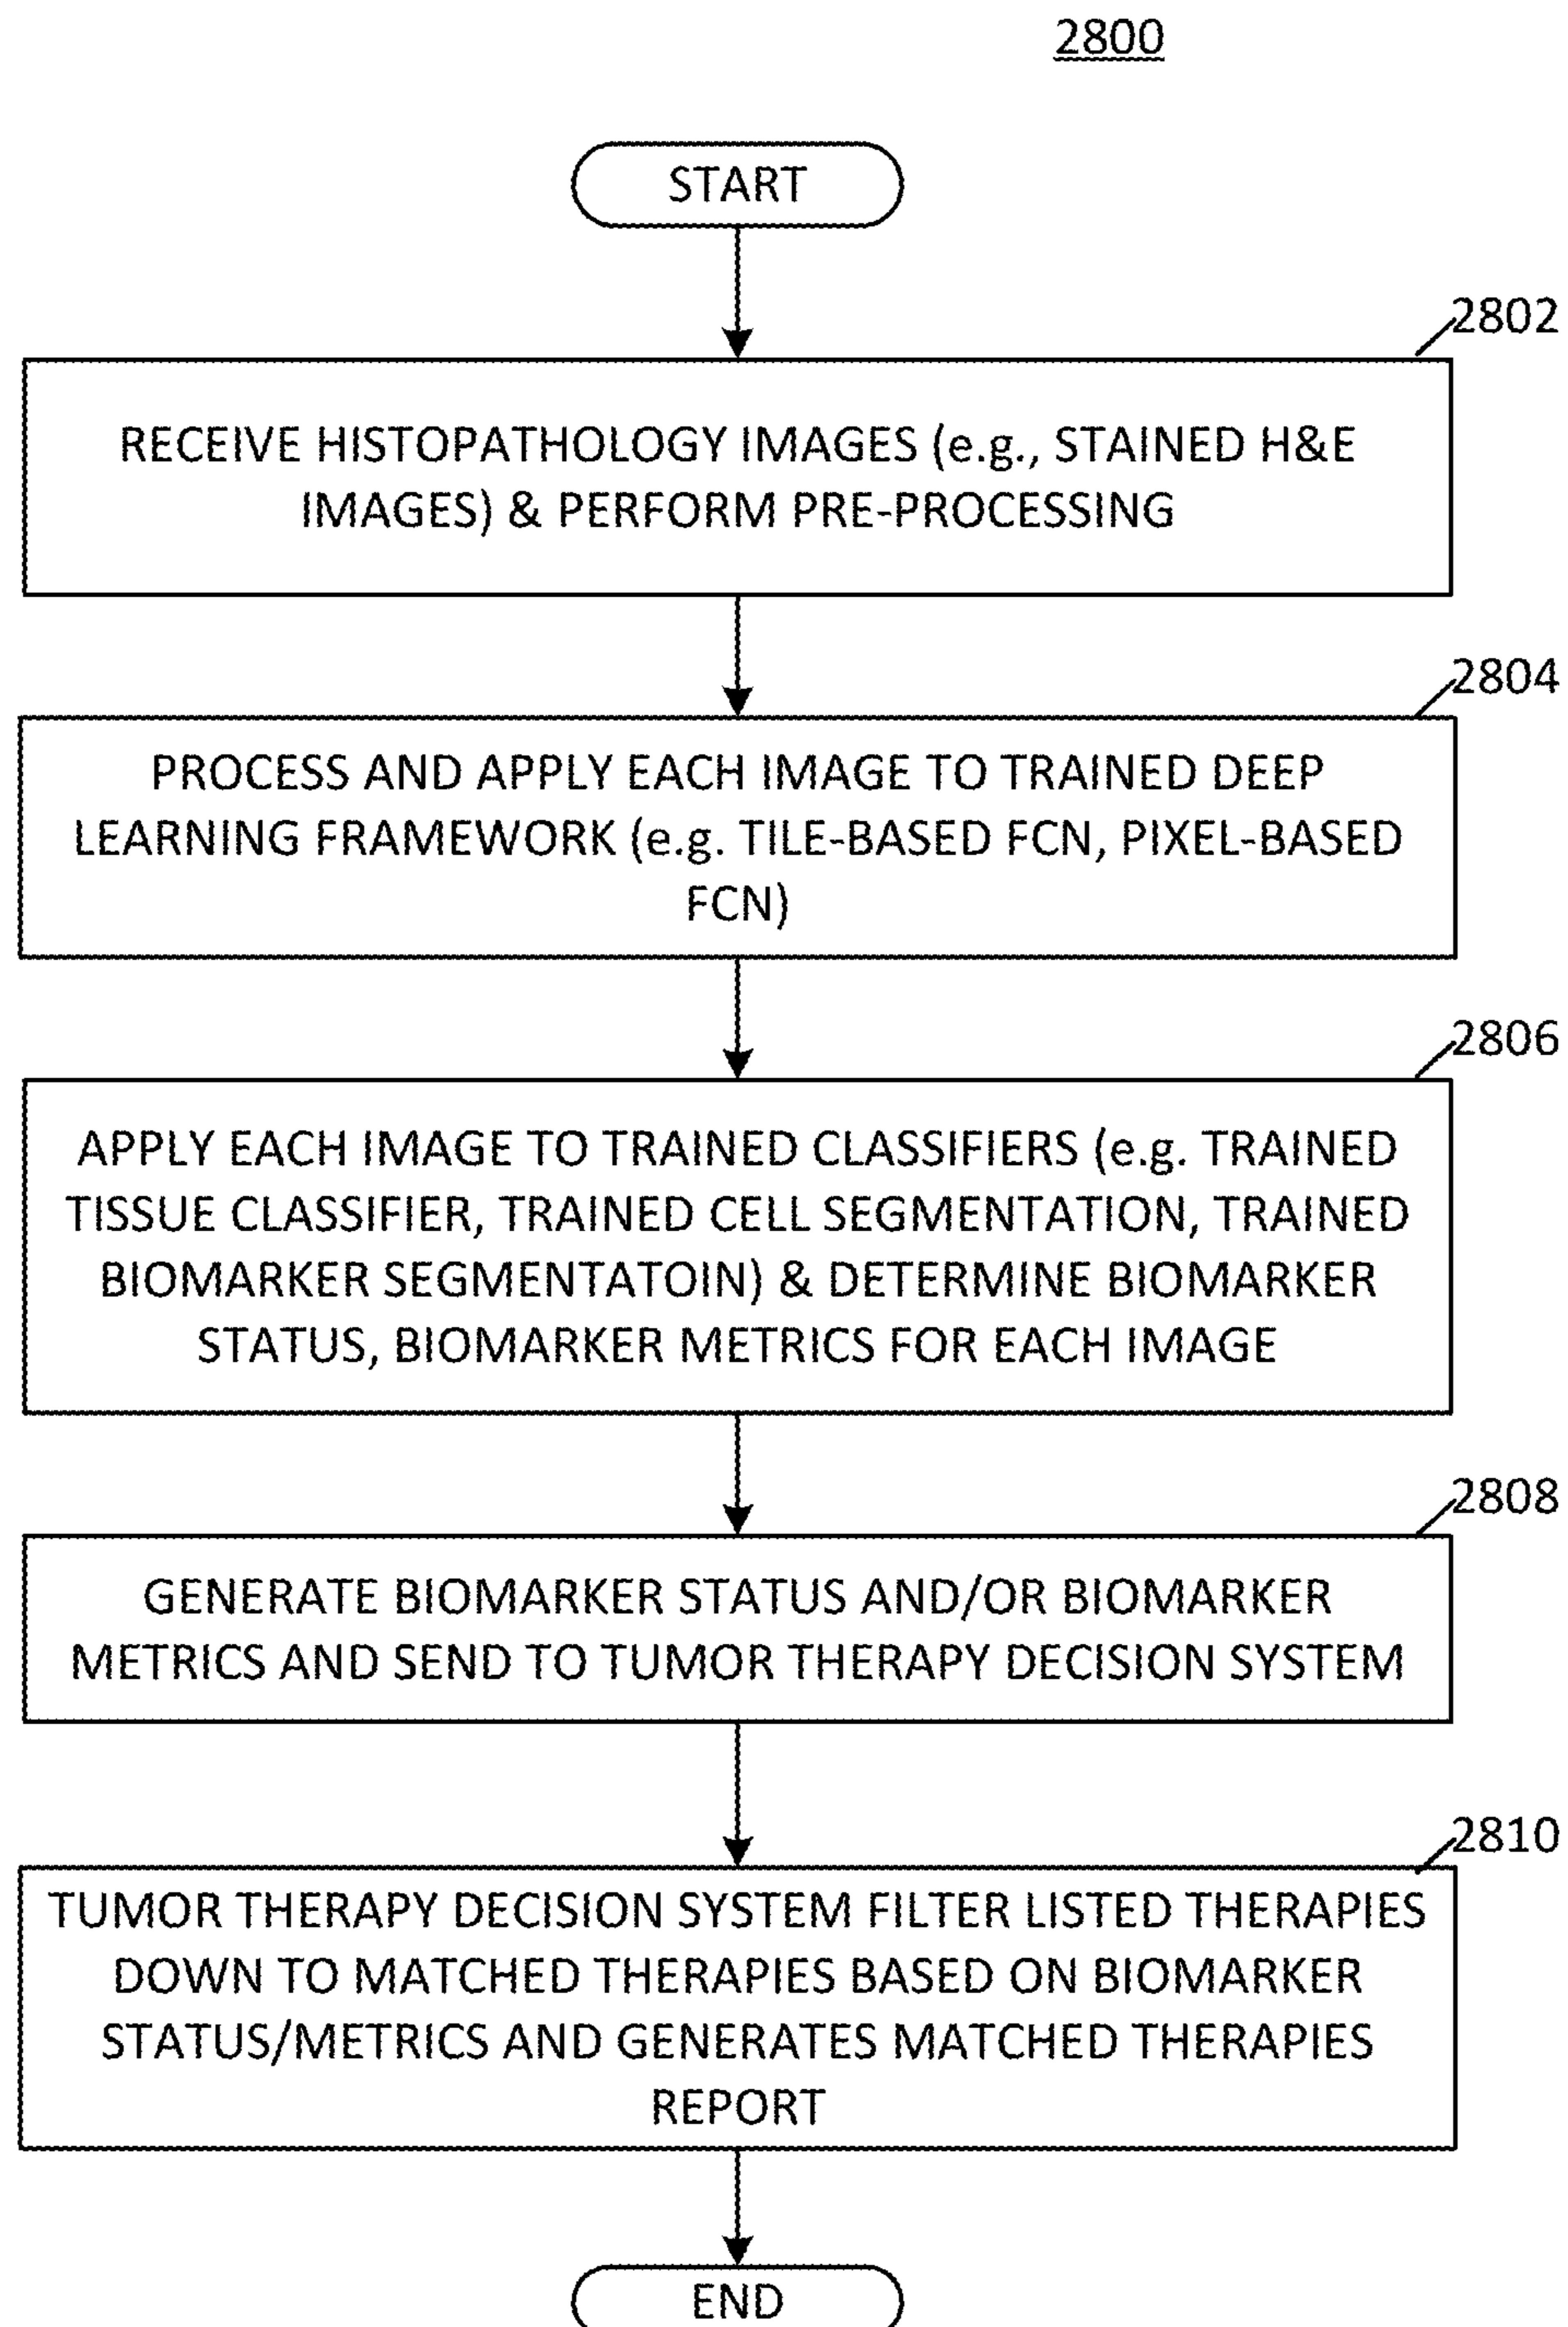 2800
START
2802
RECEIVE HISTOPATHOLOGY IMAGES (e.g., STAINED H&E
IMAGES) & PERFORM PRE-PROCESSING
2804
PROCESS AND APPLY EACH IMAGE TO TRAINED DEEP
LEARNING FRAMEWORK (e.g. TILE-BASED FCN, PIXEL-BASED
FCN)
2806
APPLY EACH IMAGE TO TRAINED CLASSIFIERS (e.g. TRAINED
TISSUE CLASSIFIER, TRAINED CELL SEGMENTATION, TRAINED
BIOMARKER SEGMENTATOIN) & DETERMINE BIOMARKER
STATUS, BIOMARKER METRICS FOR EACH IMAGE
2808
GENERATE BIOMARKER STATUS AND/OR BIOMARKER
METRICS AND SEND TO TUMOR THERAPY DECISION SYSTEM
2810
TUMOR THERAPY DECISION SYSTEM FILTER LISTED THERAPIES
DOWN TO MATCHED THERAPIES BASED ON BIOMARKER
STATUS/METRICS AND GENERATES MATCHED THERAPIES
REPORT
END